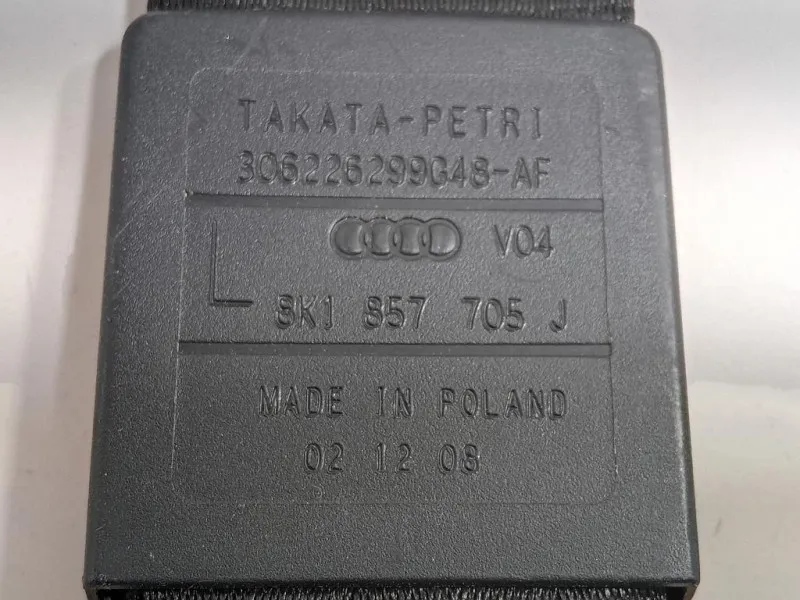 TAKATA-PETRI
306226299G48-AF
V04
L 8K1 857 705 J
MADE IN POLAND
02 12 08